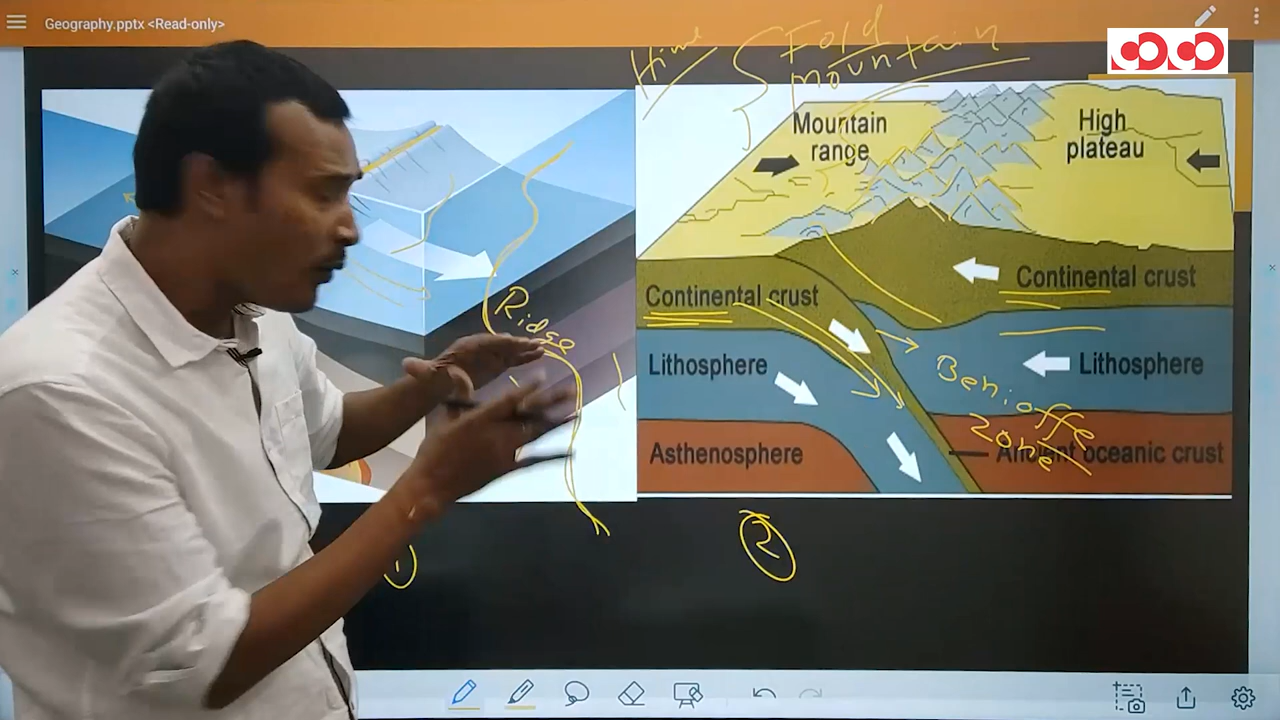 Geography.pptx <Read-only>
Him
Fold
mountain
Mountain
range
High
plateau
Continental crust
Continental crust
Ridge
Lithosphere
Lithosphere
Benioffe
Zone
Asthenosphere
Ancient oceanic crust
1
2